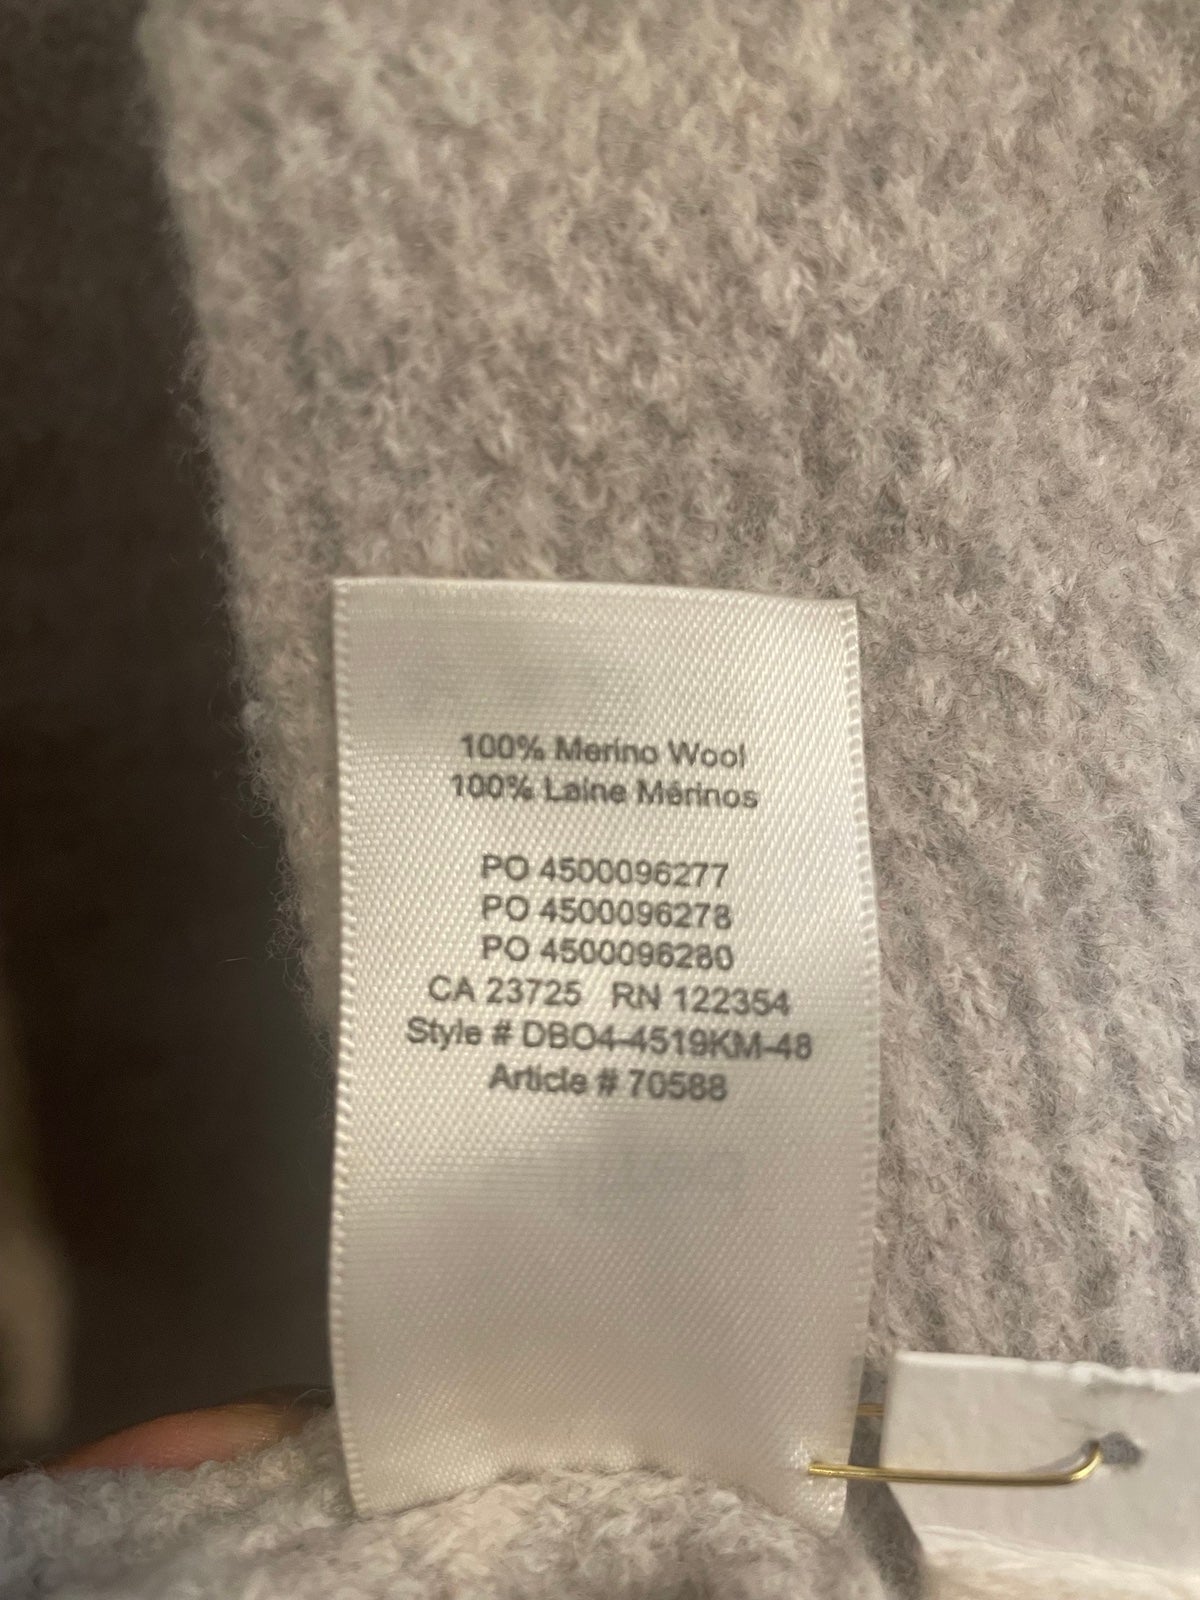 100% Merino Wool
100% Laine Mérinos
PO 4500096277
PO 4500096278
PO 4500096280
CA 23725 RN 122354
Style # DBO4-4519KM-48
Article # 70588